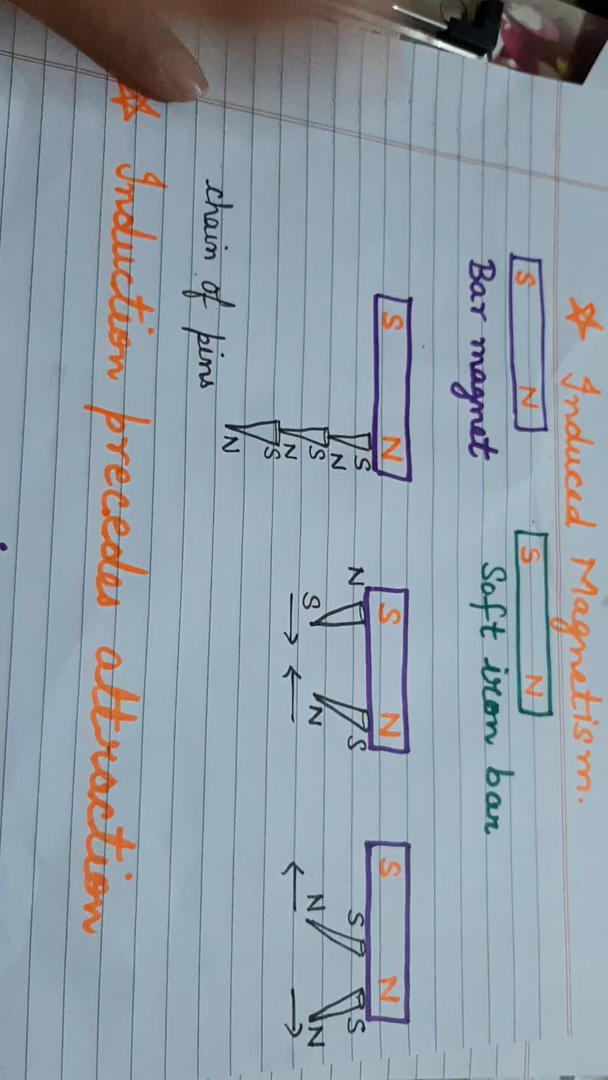 ☆ Induced Magnetism.
S N S N
Bar magnet Soft iron bar
S N S N S N
S N S S S
N
S S N N N
N
S
N
chain of pins
☆ Induction precedes attraction